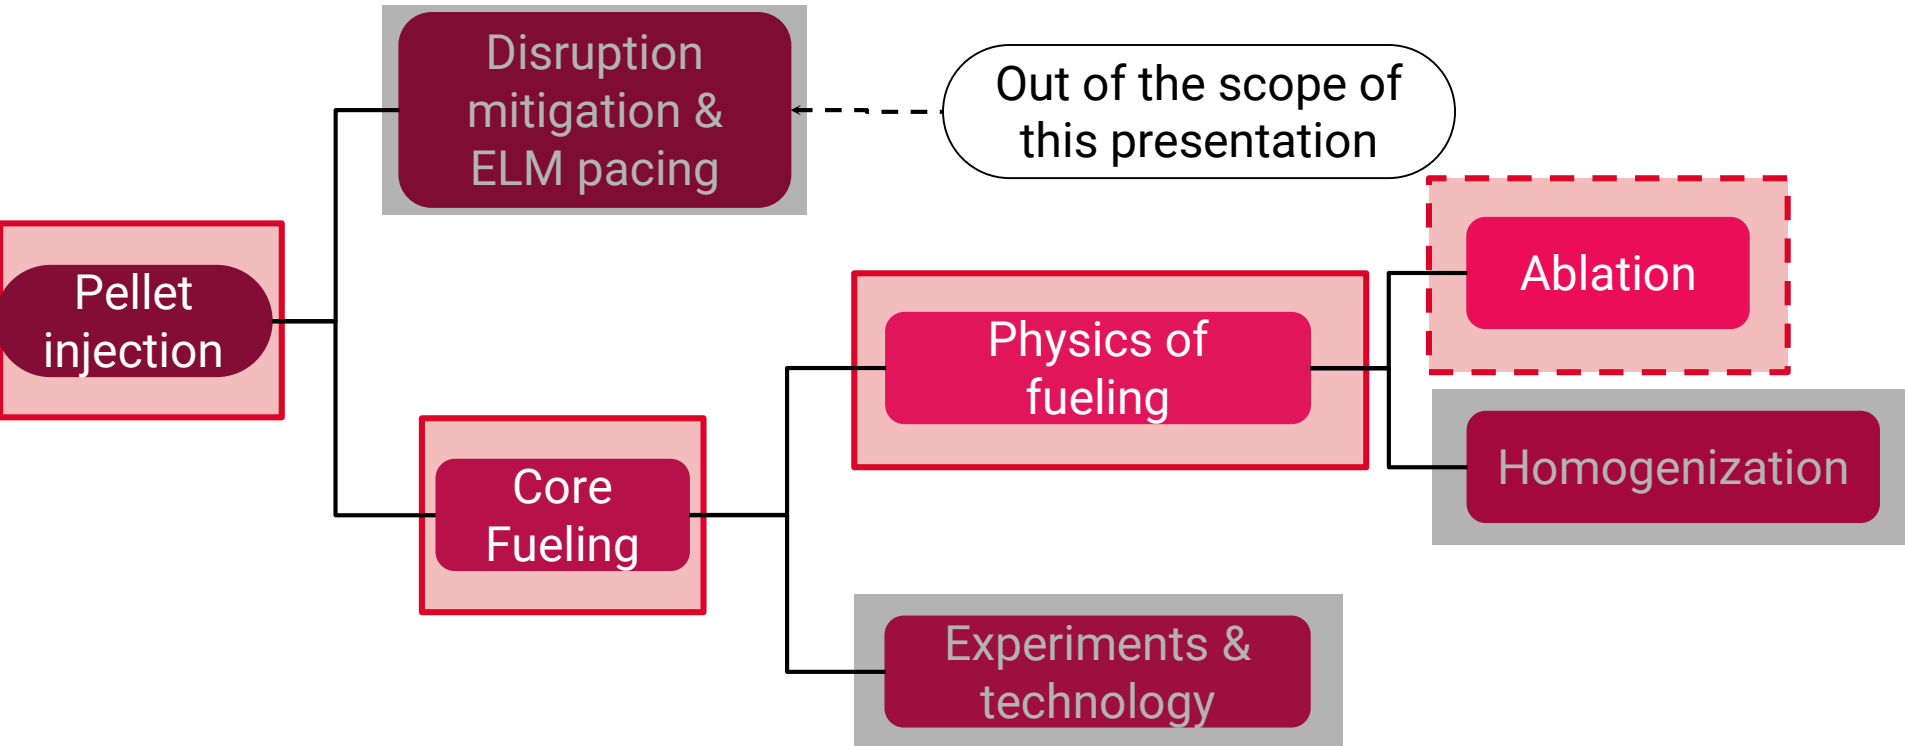 Disruption
mitigation &
ELM pacing
Out of the scope of
this presentation
Pellet
injection
Ablation
Physics of
fueling
Core
Fueling
Homogenization
Experiments &
technology